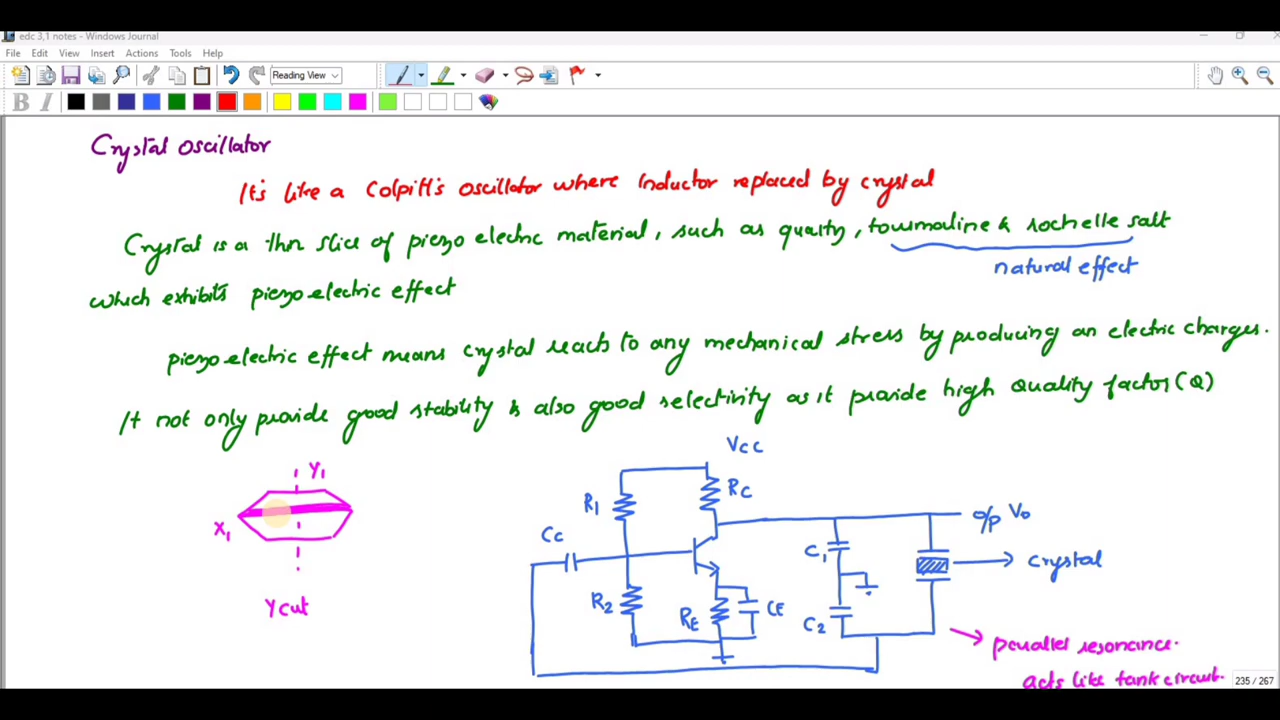 edc 3,1 notes - Windows Journal
File Edit View Insert Actions Tools Help
Reading View
B I
Crystal oscillator
It's like a Colpitt's oscillator where inductor replaced by crystal
Crystal is a thin slice of piezo electric material, such as qualtz, tourmaline & rochelle salt
natural effect
which exhibits piezo electric effect
piezo electric effect means crystal reacts to any mechanical stress by producing an electric charges.
It not only provide good stability & also good selectivity as it provide high quality factor (Q)
VCC
Y1
R1
RC
X1
CC
C1
o/p Vo
crystal
Y cut
R2
RE
CE
C2
parallel resonance.
acts like tank circuit.
235 / 267